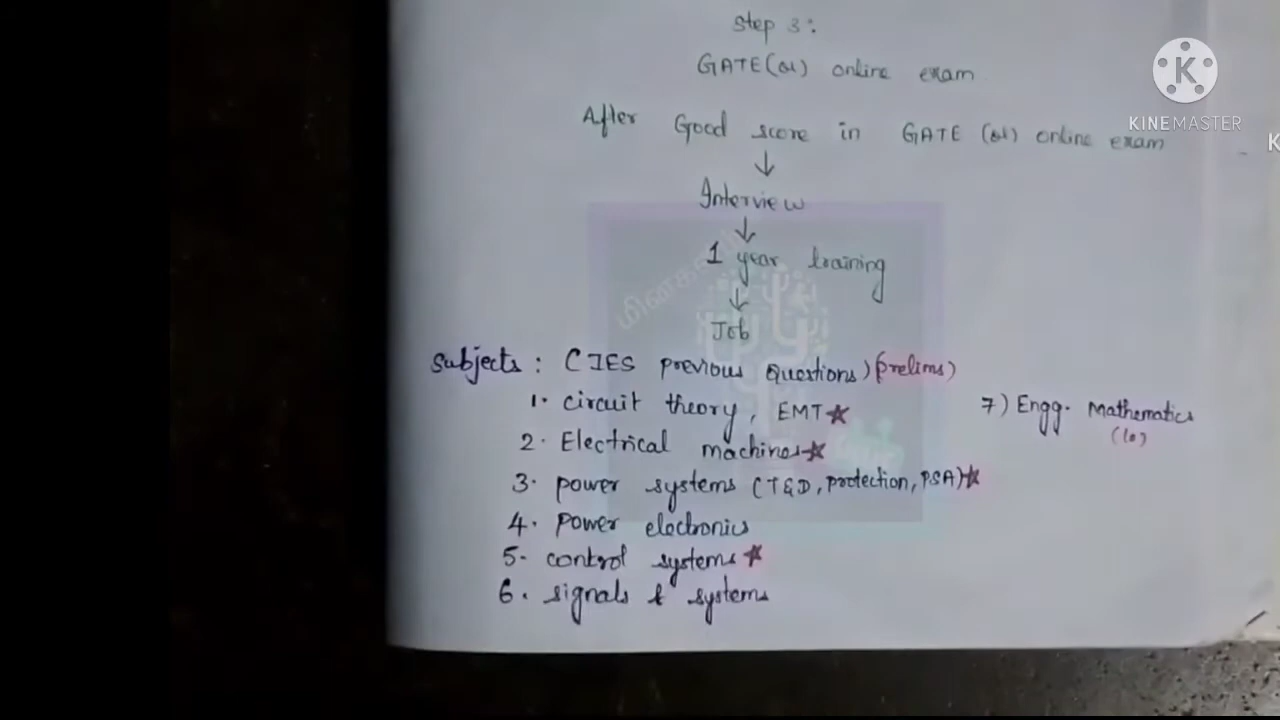 Step 3:
GATE (or) online exam
After Good score in GATE (or) online exam
↓
Interview
↓
1 year training
↓
Job
Subjects: (IES previous Questions) (prelims)
1. circuit theory, EMT★
2. Electrical machines★
3. power systems (T&D, protection, PSA)★
4. power electronics
5. control systems★
6. signals & systems
7) Engg. Mathematics
(10)
K
KINEMASTER
K